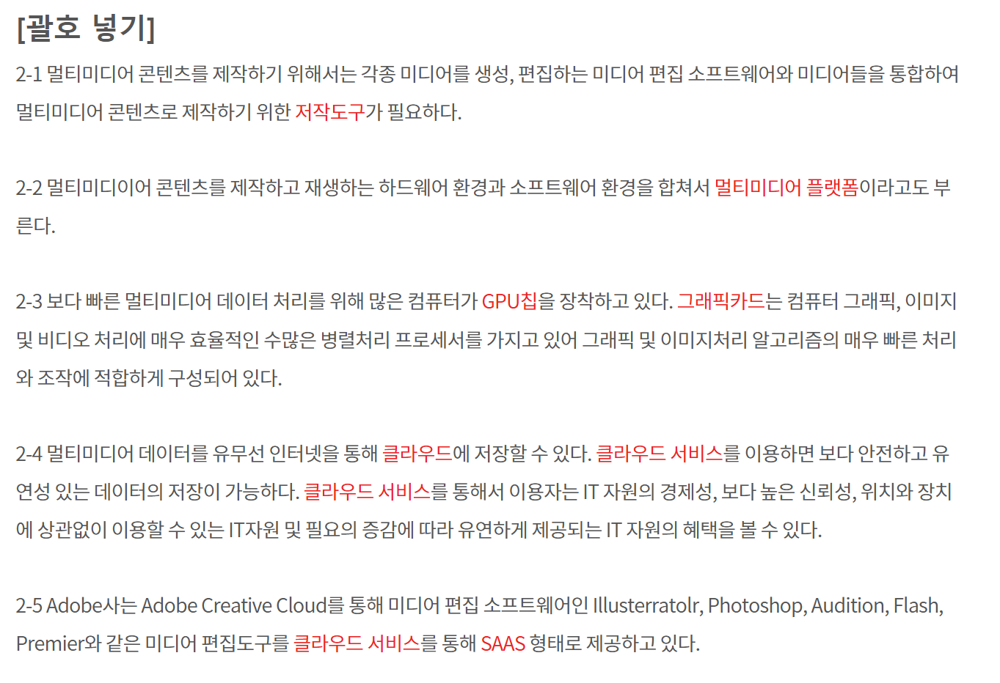 [괄호 넣기]
2-1 멀티미디어 콘텐츠를 제작하기 위해서는 각종 미디어를 생성, 편집하는 미디어 편집 소프트웨어와 미디어들을 통합하여
멀티미디어 콘텐츠로 제작하기 위한 저작도구가 필요하다.
2-2 멀티미디이어 콘텐츠를 제작하고 재생하는 하드웨어 환경과 소프트웨어 환경을 합쳐서 멀티미디어 플랫폼이라고도 부
른다.
2-3 보다 빠른 멀티미디어 데이터 처리를 위해 많은 컴퓨터가 GPU칩을 장착하고 있다. 그래픽카드는 컴퓨터 그래픽, 이미지
및 비디오 처리에 매우 효율적인 수많은 병렬처리 프로세서를 가지고 있어 그래픽 및 이미지처리 알고리즘의 매우 빠른 처리
와 조작에 적합하게 구성되어 있다.
2-4 멀티미디어 데이터를 유무선 인터넷을 통해 클라우드에 저장할 수 있다. 클라우드 서비스를 이용하면 보다 안전하고 유
연성 있는 데이터의 저장이 가능하다. 클라우드 서비스를 통해서 이용자는 IT 자원의 경제성, 보다 높은 신뢰성, 위치와 장치
에 상관없이 이용할 수 있는 IT자원 및 필요의 증감에 따라 유연하게 제공되는 IT 자원의 혜택을 볼 수 있다.
2-5 Adobe사는 Adobe Creative Cloud를 통해 미디어 편집 소프트웨어인 Illusterratolr, Photoshop, Audition, Flash,
Premier와 같은 미디어 편집도구를 클라우드 서비스를 통해 SAAS 형태로 제공하고 있다.